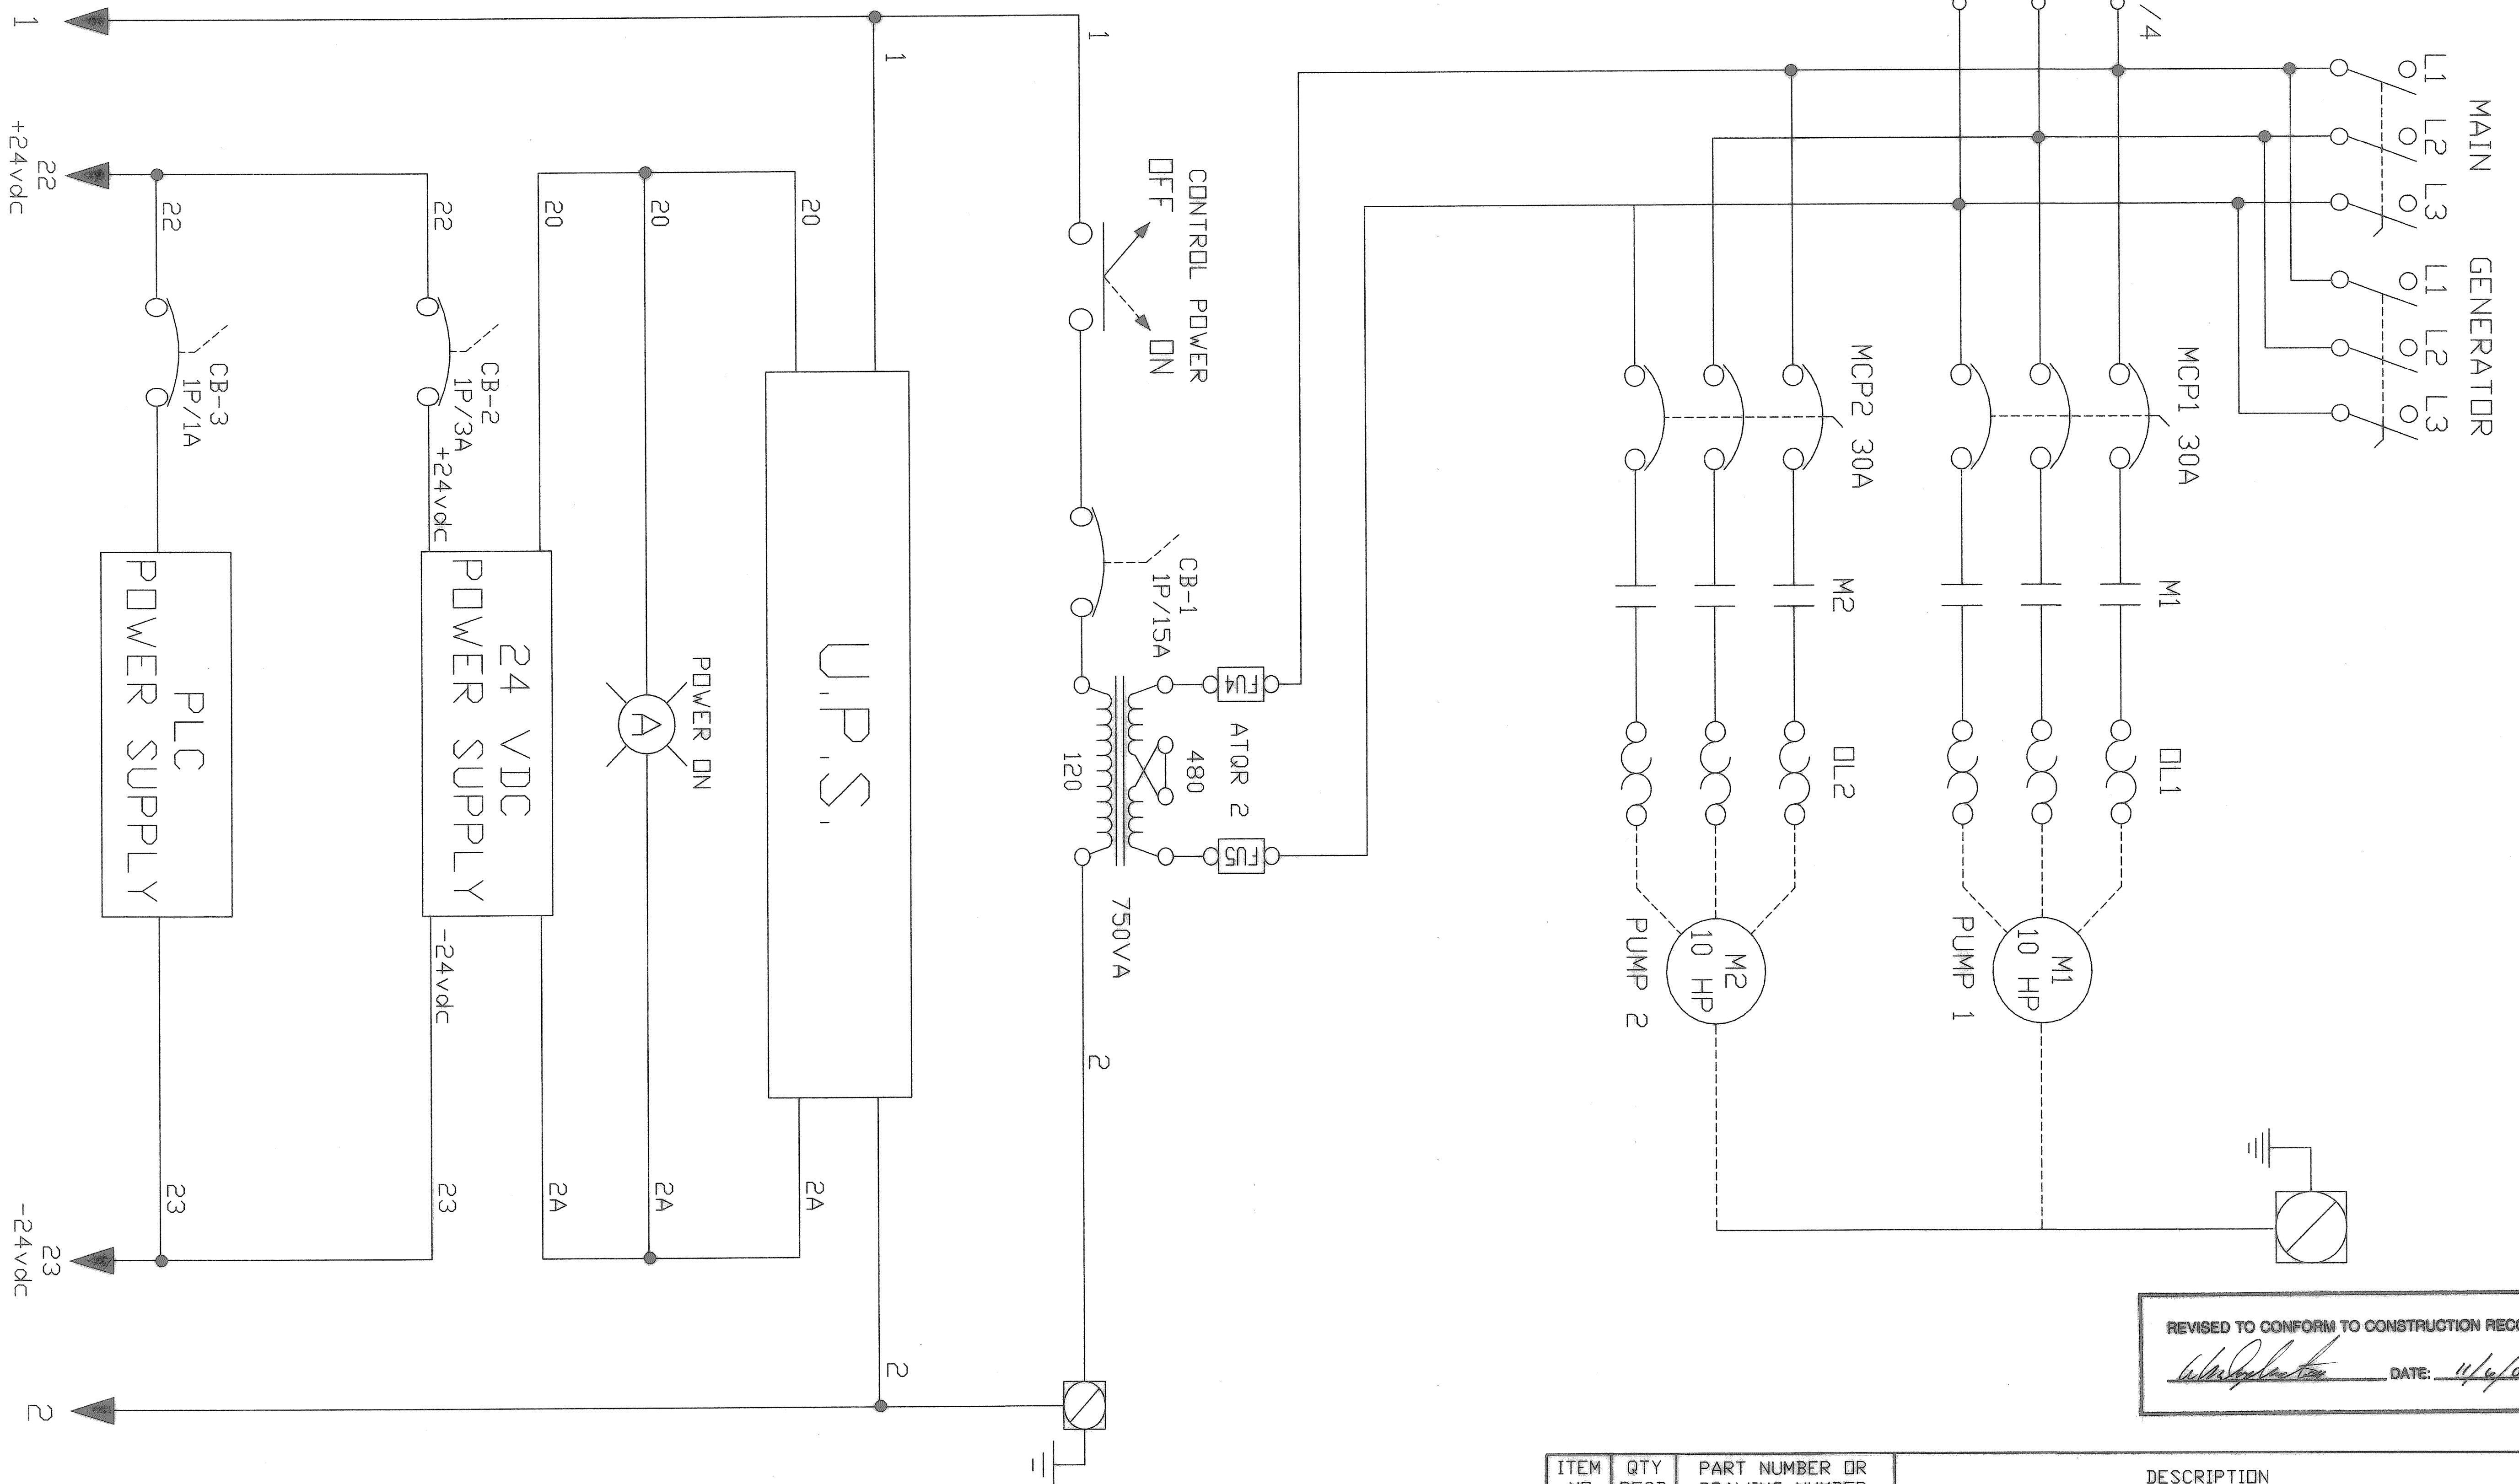 MAIN
L1
L2
L3
GENERATOR
L1
L2
L3
/4
MCP1 30A
M1
OL1
M1
10 HP
PUMP 1
MCP2 30A
M2
OL2
M2
10 HP
PUMP 2
FU4
ATQR 2
FU5
480
120
750VA
CONTROL POWER
OFF
ON
CB-1
1P/15A
1
2
1
2
U.P.S.
20
2A
POWER ON
20
A
2A
20
2A
24 VDC
POWER SUPPLY
22
CB-2
1P/3A
+24vdc
-24vdc
23
22
CB-3
1P/1A
PLC
POWER SUPPLY
23
1
22
+24vdc
23
-24vdc
2
REVISED TO CONFORM TO CONSTRUCTION
DATE: 11/6/
ITEM
QTY
PART NUMBER OR
DESCRIPTION